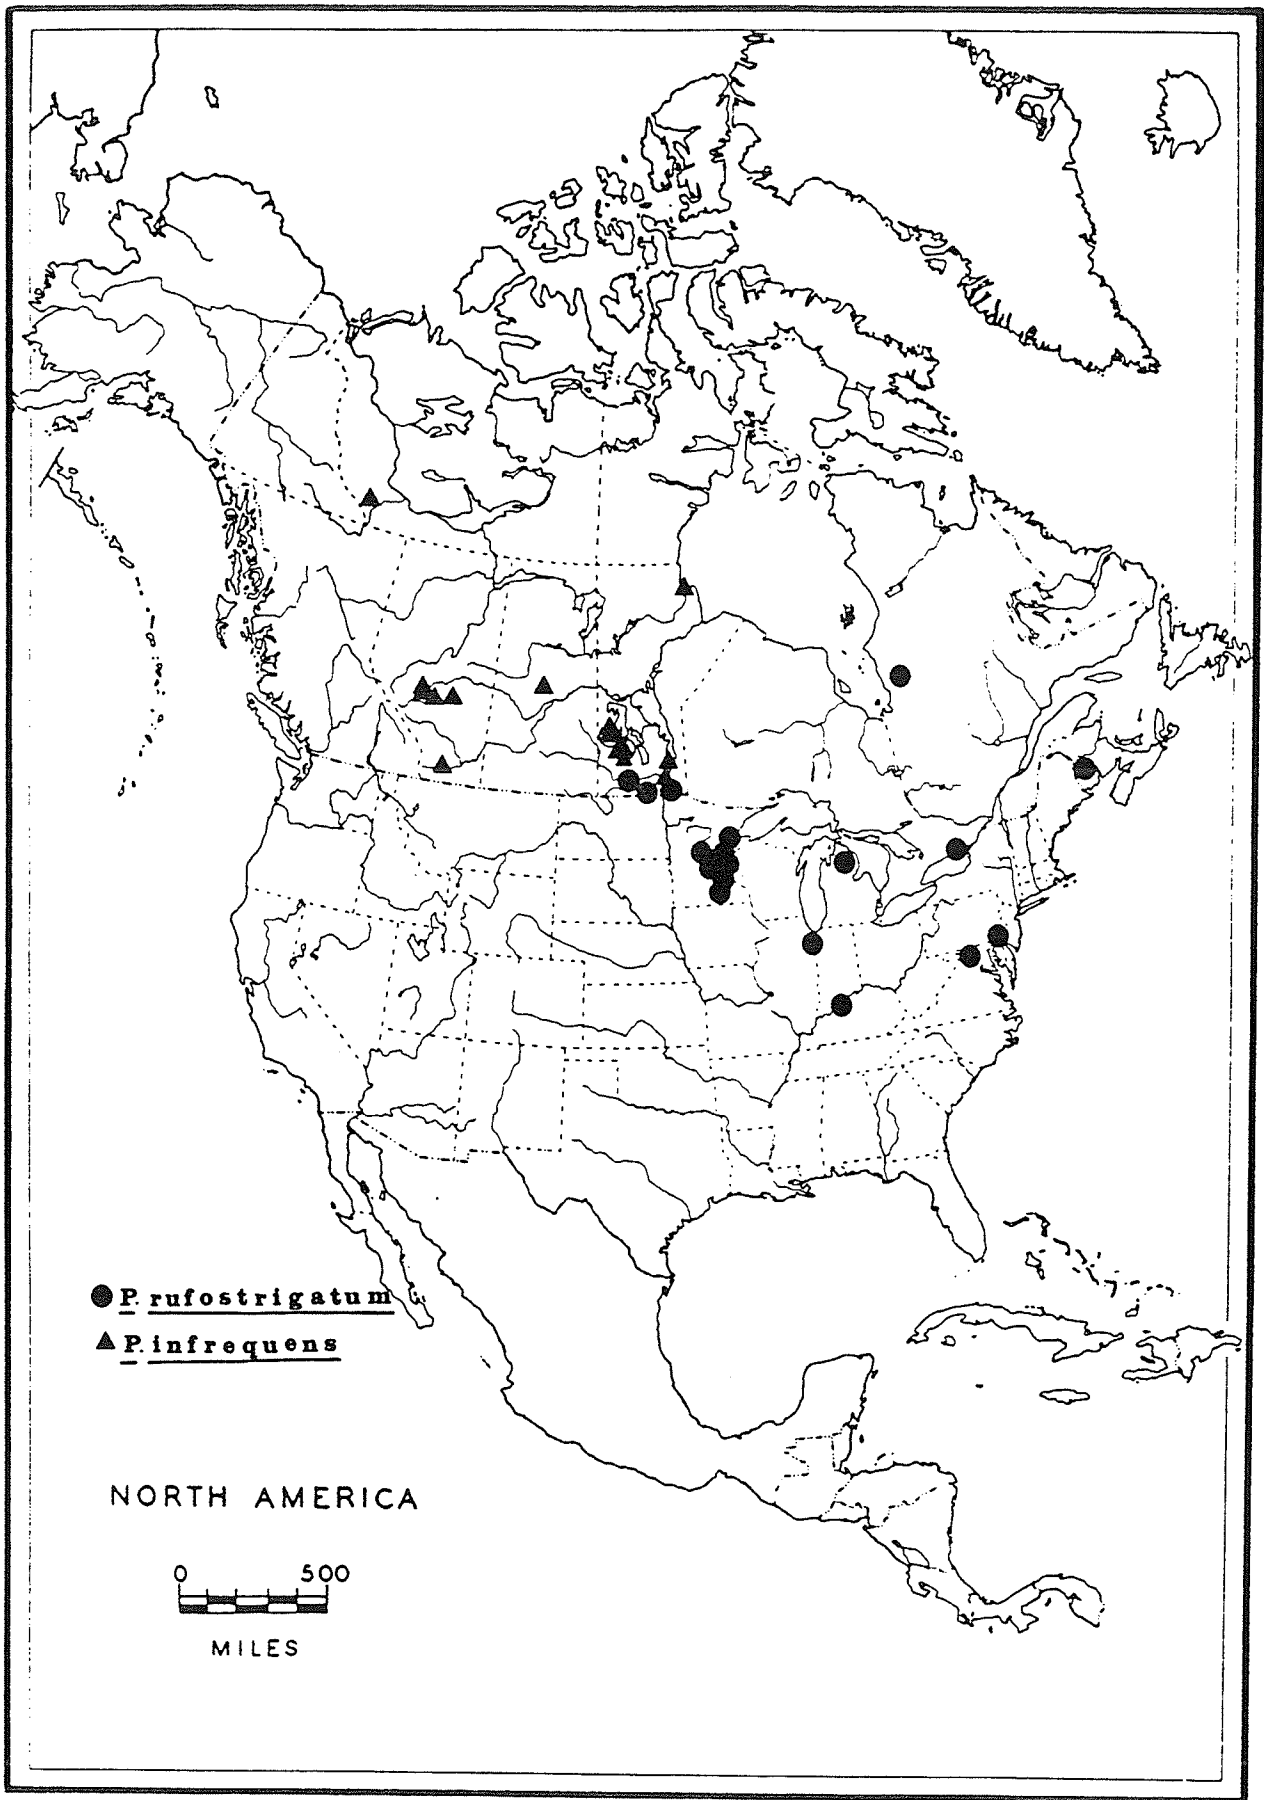 P. rufostrigatum
P. infrequens
NORTH AMERICA
0 500
MILES